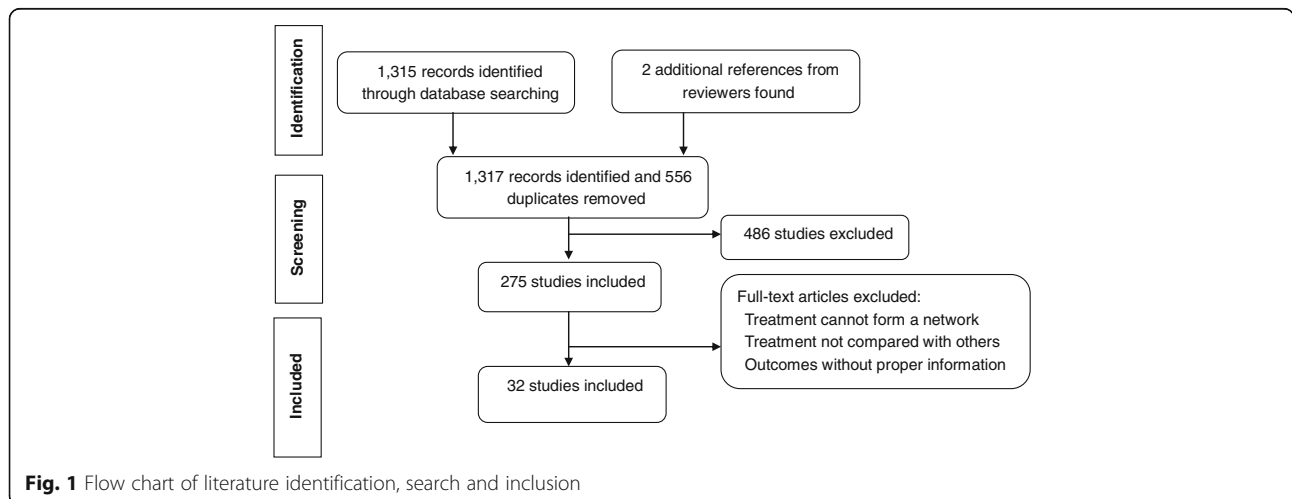 Identification
1,315 records identified
through database searching
2 additional references from
reviewers found
1,317 records identified and 556
duplicates removed
Screening
486 studies excluded
275 studies included
Full-text articles excluded:
Treatment cannot form a network
Treatment not compared with others
Outcomes without proper information
Included
32 studies included
Fig. 1 Flow chart of literature identification, search and inclusion